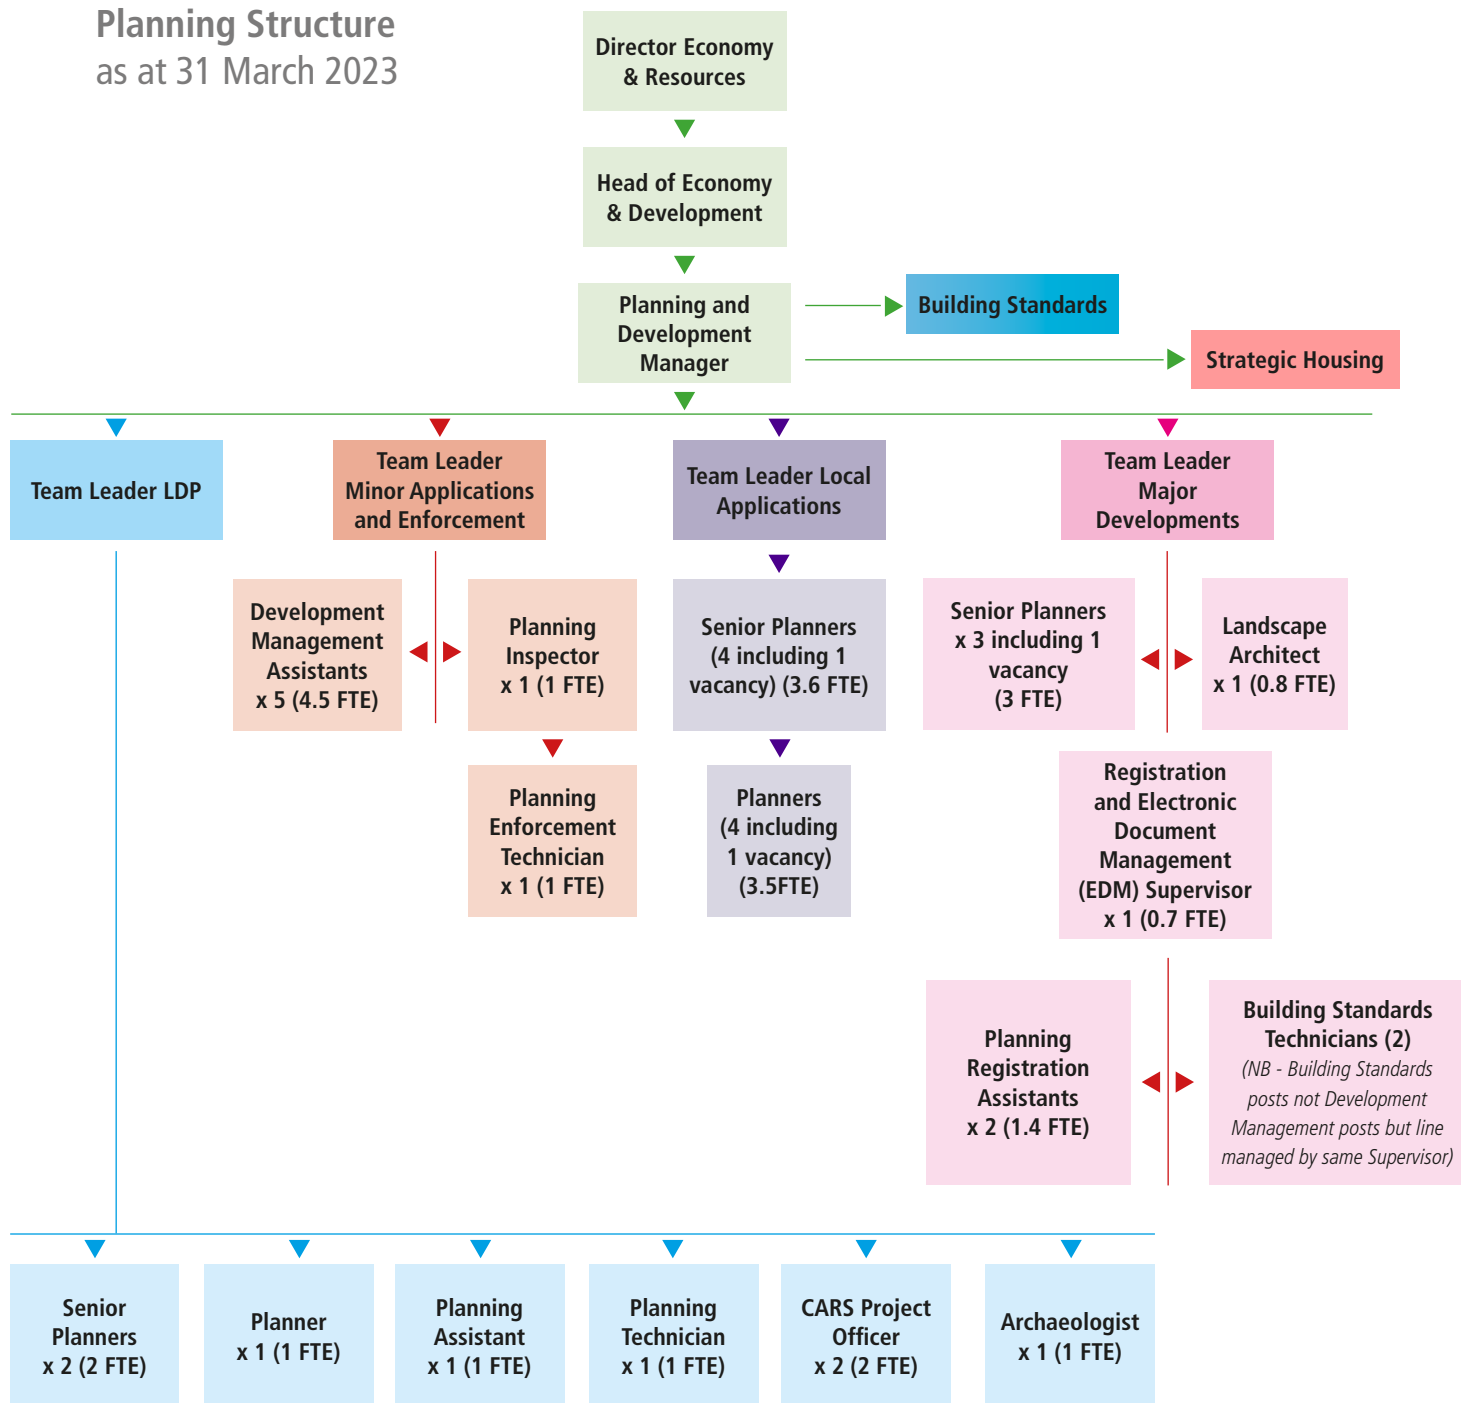 Planning Structure
as at 31 March 2023
Director Economy
& Resources
Head of Economy
& Development
Planning and
Development
Manager
Building Standards
Strategic Housing
Team Leader LDP
Team Leader
Minor Applications
and Enforcement
Team Leader Local
Applications
Team Leader
Major
Developments
Development
Management
Assistants
x 5 (4.5 FTE)
Planning
Inspector
x 1 (1 FTE)
Senior Planners
(4 including 1
vacancy) (3.6 FTE)
Senior Planners
x 3 including 1
vacancy
(3 FTE)
Landscape
Architect
x 1 (0.8 FTE)
Planning
Enforcement
Technician
x 1 (1 FTE)
Planners
(4 including
1 vacancy)
(3.5FTE)
Registration
and Electronic
Document
Management
(EDM) Supervisor
x 1 (0.7 FTE)
Planning
Registration
Assistants
x 2 (1.4 FTE)
Building Standards
Technicians (2)
(NB - Building Standards
posts not Development
Management posts but line
managed by same Supervisor)
Senior
Planners
x 2 (2 FTE)
Planner
x 1 (1 FTE)
Planning
Assistant
x 1 (1 FTE)
Planning
Technician
x 1 (1 FTE)
CARS Project
Officer
x 2 (2 FTE)
Archaeologist
x 1 (1 FTE)